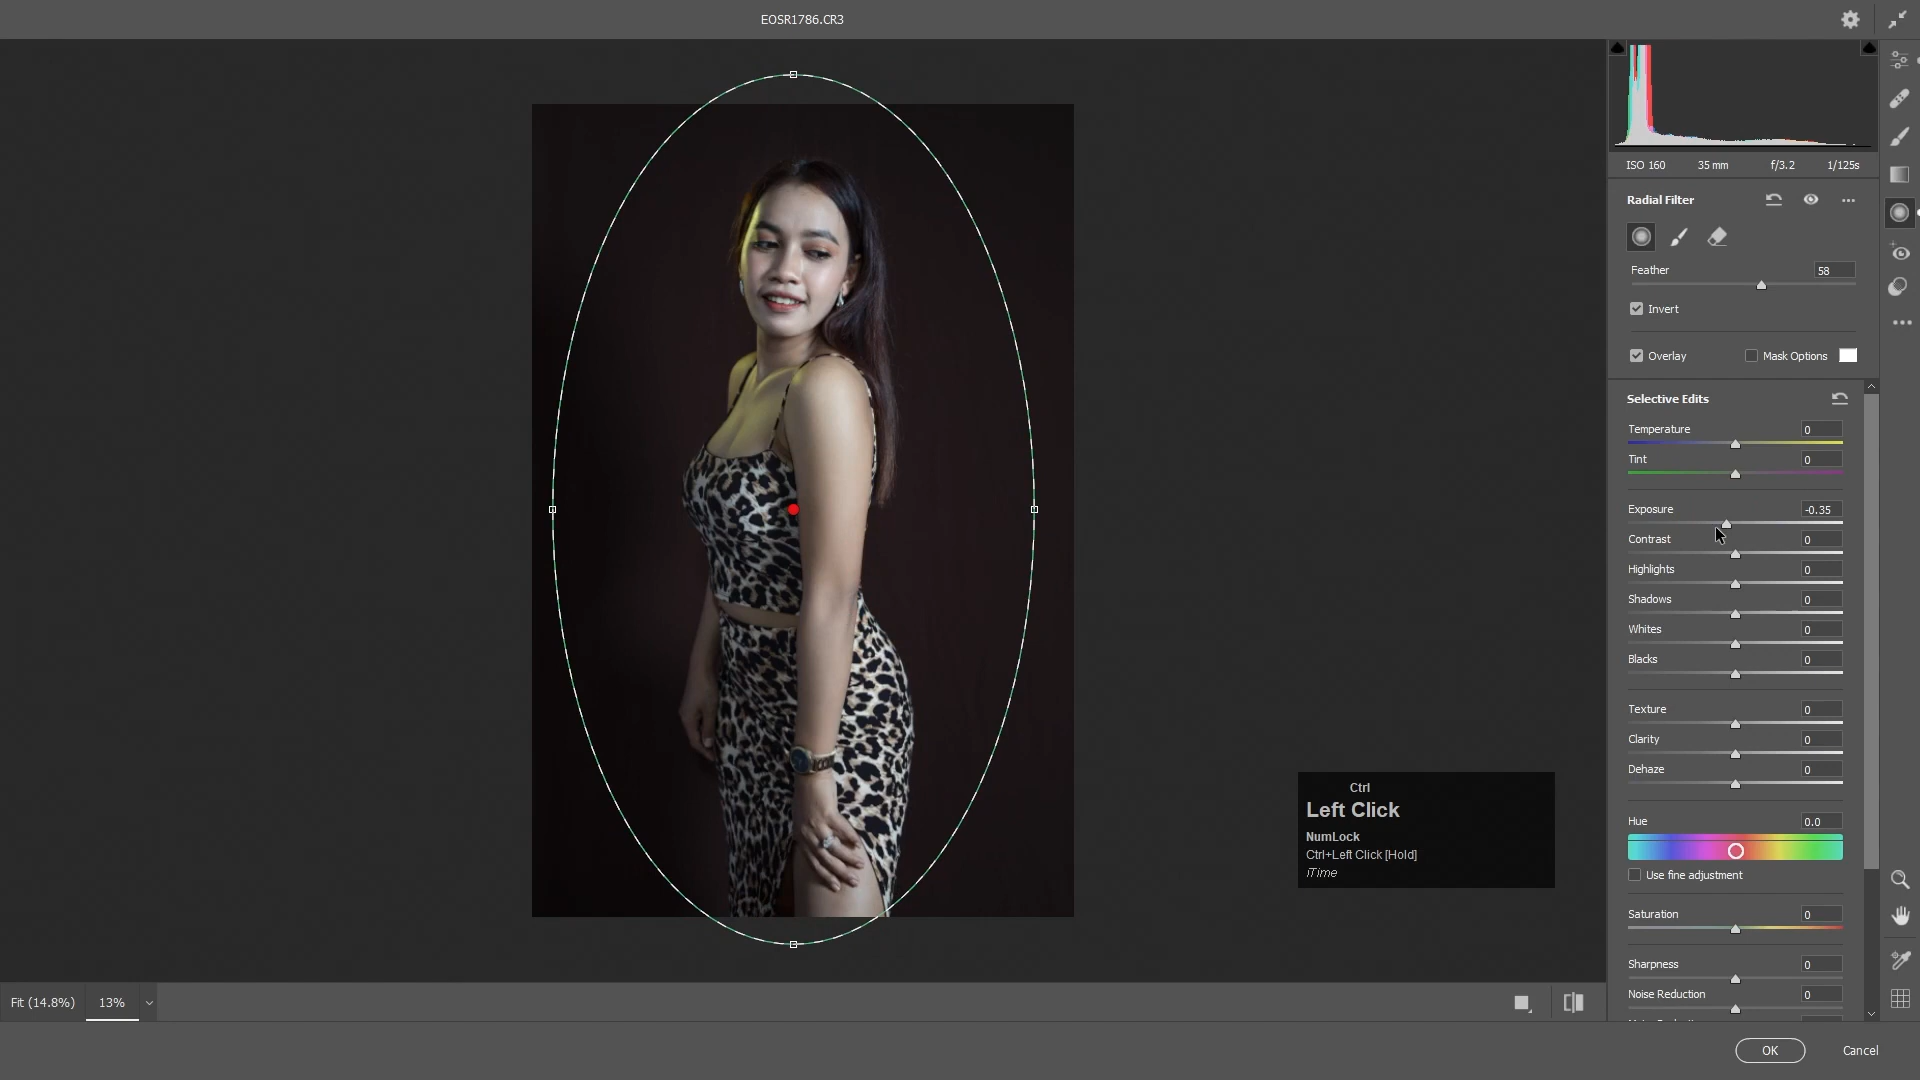 EOSR1786.CR3
ISO 160 35 mm f/3.2 1/125s
Radial Filter
Feather 58
Invert
Overlay Mask Options
Selective Edits
Temperature 0
Tint 0
Exposure -0.35
Contrast 0
Highlights 0
Shadows 0
Whites 0
Blacks 0
Texture 0
Clarity 0
Dehaze 0
Ctrl
Left Click
NumLock
Ctrl+Left Click [Hold]
iTime
Hue 0.0
Use fine adjustment
Saturation 0
Sharpness 0
Noise Reduction 0
Fit (14.8%) 13%
OK Cancel